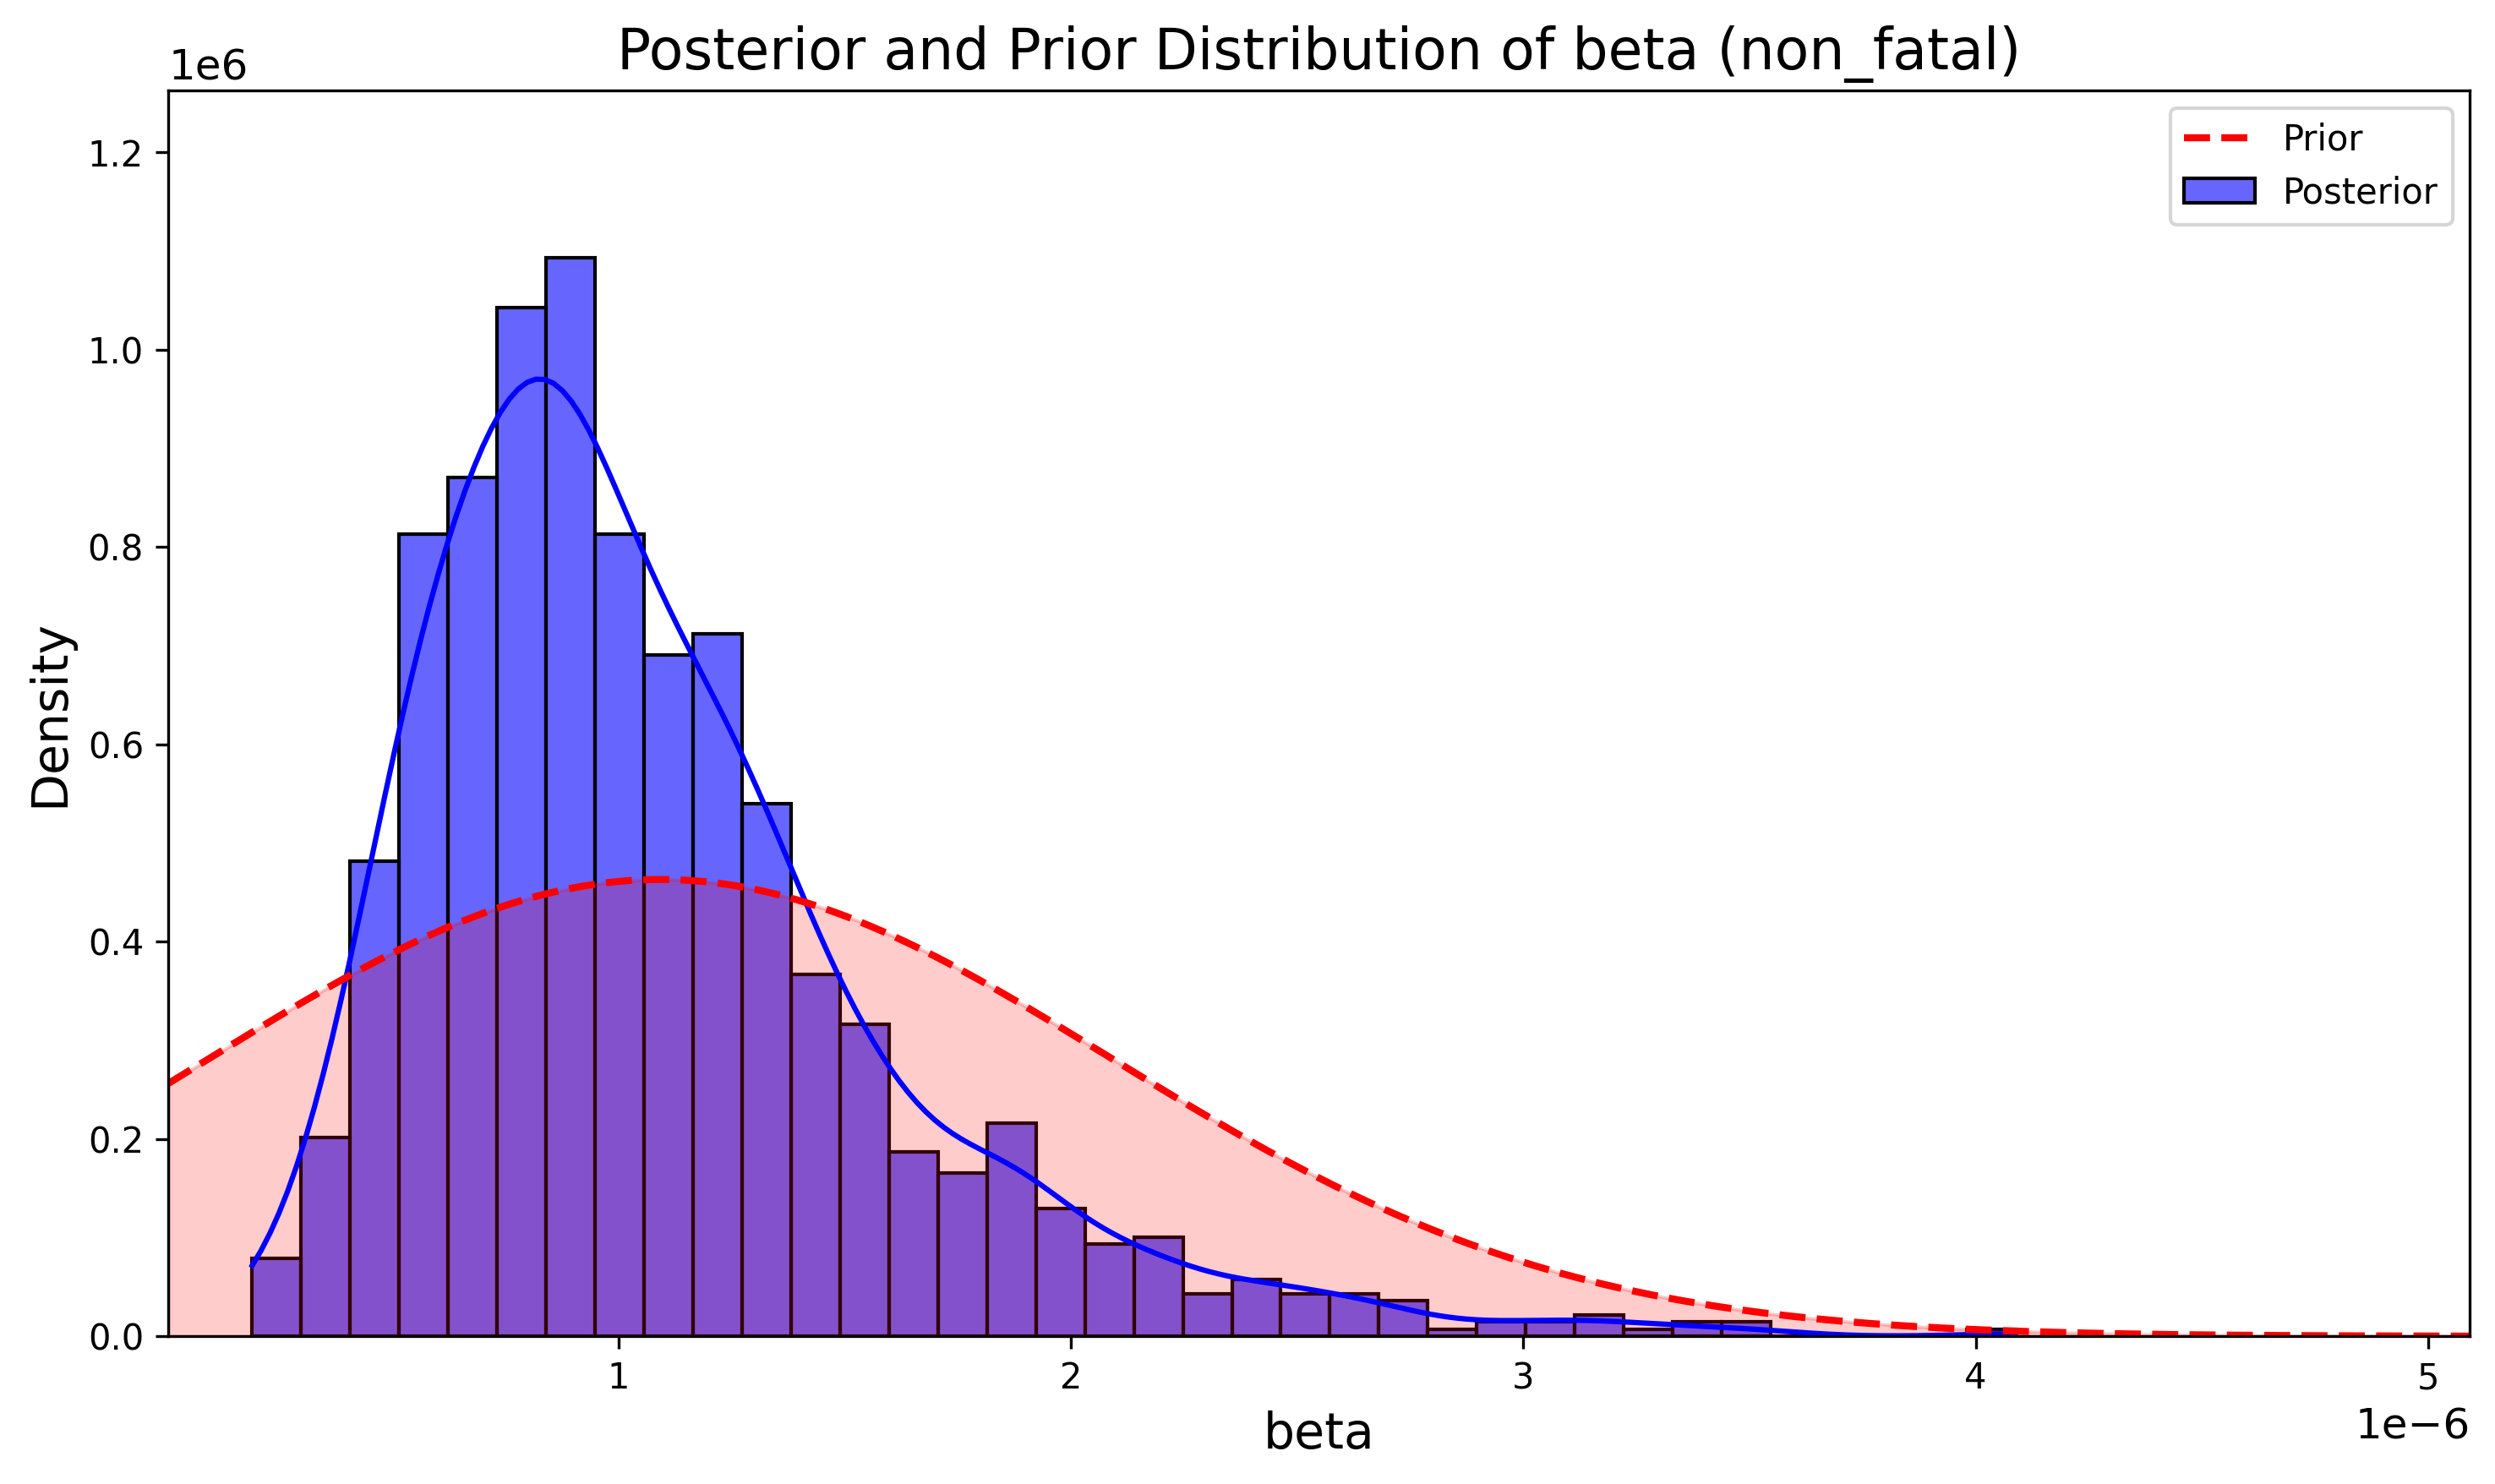 Posterior and Prior Distribution of beta (non_fatal)
1e6
Prior
Posterior
1.2
1.0
0.8
0.6
0.4
0.2
0.0
Density
1
2
3
4
5
1e−6
beta